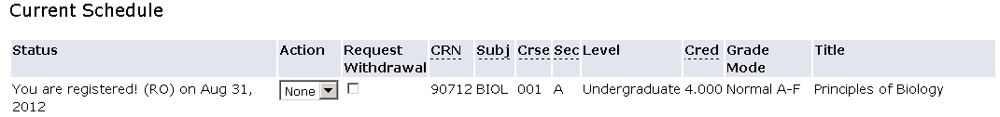 Current Schedule
Status Action Request Withdrawal CRN Subj Crse Sec Level Cred Grade Mode Title
You are registered! (RO) on Aug 31, 2012 None 90712 BIOL 001 A Undergraduate 4.000 Normal A-F Principles of Biology